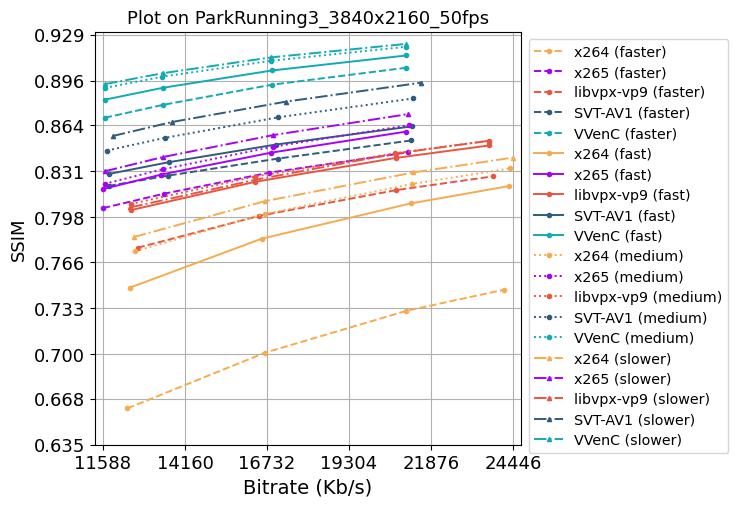 Plot on ParkRunning3_3840x2160_50fps
SSIM
0.929
0.896
0.864
0.831
0.798
0.766
0.733
0.700
0.668
0.635
11588 14160 16732 19304 21876 24446
Bitrate (Kb/s)
x264 (faster)
x265 (faster)
libvpx-vp9 (faster)
SVT-AV1 (faster)
VVenC (faster)
x264 (fast)
x265 (fast)
libvpx-vp9 (fast)
SVT-AV1 (fast)
VVenC (fast)
x264 (medium)
x265 (medium)
libvpx-vp9 (medium)
SVT-AV1 (medium)
VVenC (medium)
x264 (slower)
x265 (slower)
libvpx-vp9 (slower)
SVT-AV1 (slower)
VVenC (slower)